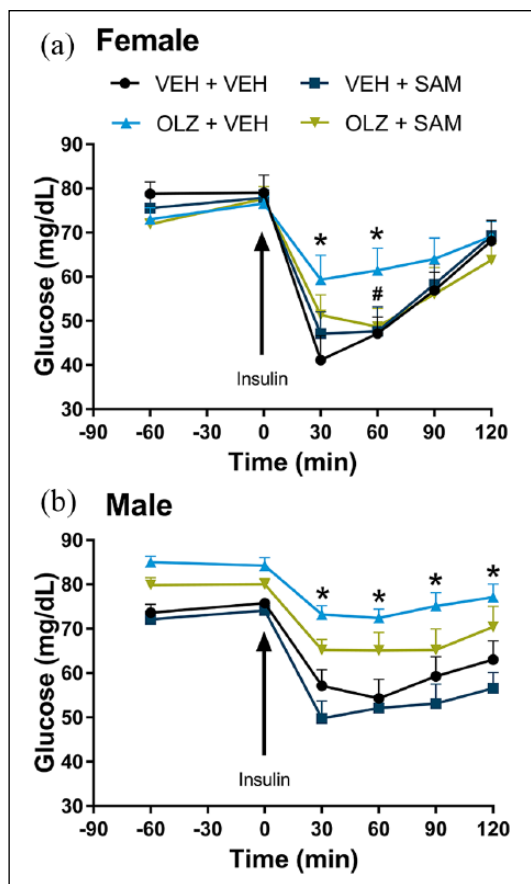 (a) Female
VEH + VEH VEH + SAM
OLZ + VEH OLZ + SAM
Glucose (mg/dL)
90
80
70
60
50
40
30
* *
#
Insulin
-90 -60 -30 0 30 60 90 120
Time (min)
(b) Male
Glucose (mg/dL)
90
80
70
60
50
40
30
* * * *
Insulin
-90 -60 -30 0 30 60 90 120
Time (min)